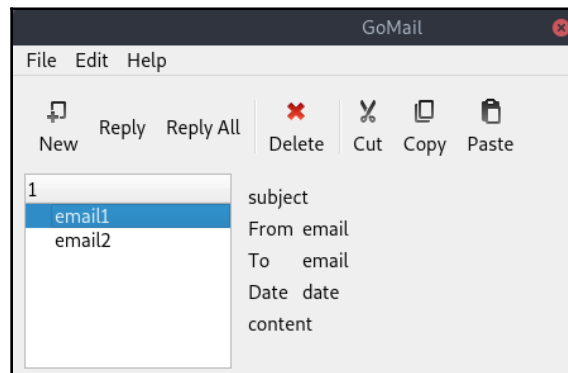 GoMail
File Edit Help
New Reply Reply All Delete Cut Copy Paste
1
email1
email2
subject
From email
To email
Date date
content